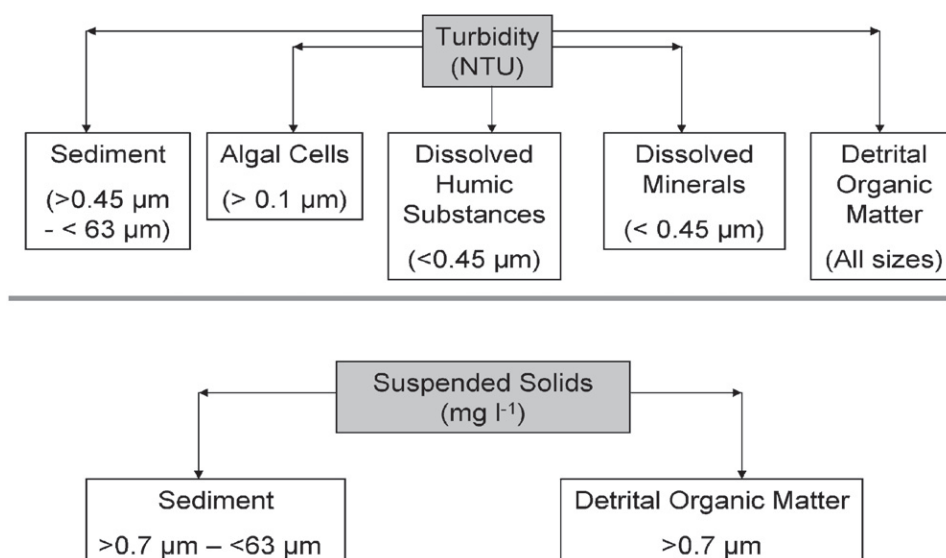 Turbidity
(NTU)
Sediment
(>0.45 µm
- < 63 µm)
Algal Cells
(> 0.1 µm)
Dissolved
Humic
Substances
(<0.45 µm)
Dissolved
Minerals
(< 0.45 µm)
Detrital
Organic
Matter
(All sizes)
Suspended Solids
(mg l-1)
Sediment
>0.7 µm – <63 µm
Detrital Organic Matter
>0.7 µm